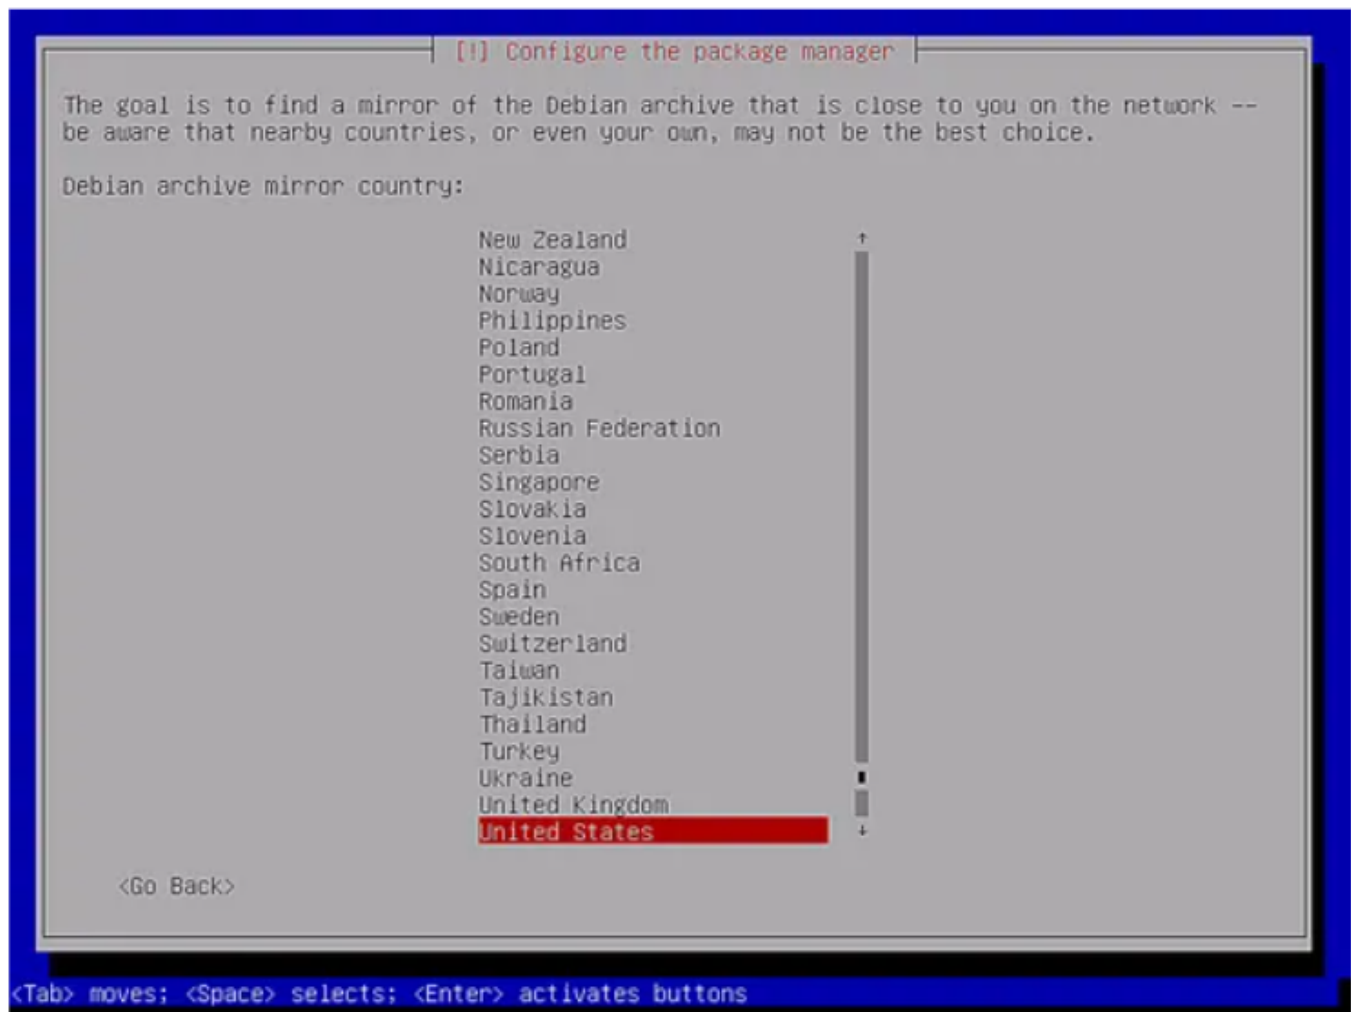 [!] Configure the package manager
The goal is to find a mirror of the Debian archive that is close to you on the network --
be aware that nearby countries, or even your own, may not be the best choice.
Debian archive mirror country:
New Zealand
Nicaragua
Norway
Philippines
Poland
Portugal
Romania
Russian Federation
Serbia
Singapore
Slovakia
Slovenia
South Africa
Spain
Sweden
Switzerland
Taiwan
Tajikistan
Thailand
Turkey
Ukraine
United Kingdom
United States
<Go Back>
<Tab> moves; <Space> selects; <Enter> activates buttons